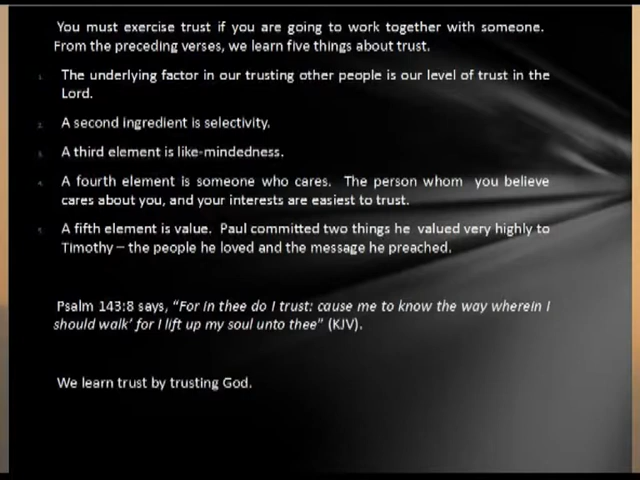 You must exercise trust if you are going to work together with someone.
From the preceding verses, we learn five things about trust.
1. The underlying factor in our trusting other people is our level of trust in the
Lord.
2. A second ingredient is selectivity.
3. A third element is like-mindedness.
4. A fourth element is someone who cares. The person whom you believe
cares about you, and your interests are easiest to trust.
5. A fifth element is value. Paul committed two things he valued very highly to
Timothy – the people he loved and the message he preached.
Psalm 143:8 says, "For in thee do I trust: cause me to know the way wherein I
should walk' for I lift up my soul unto thee" (KJV).
We learn trust by trusting God.